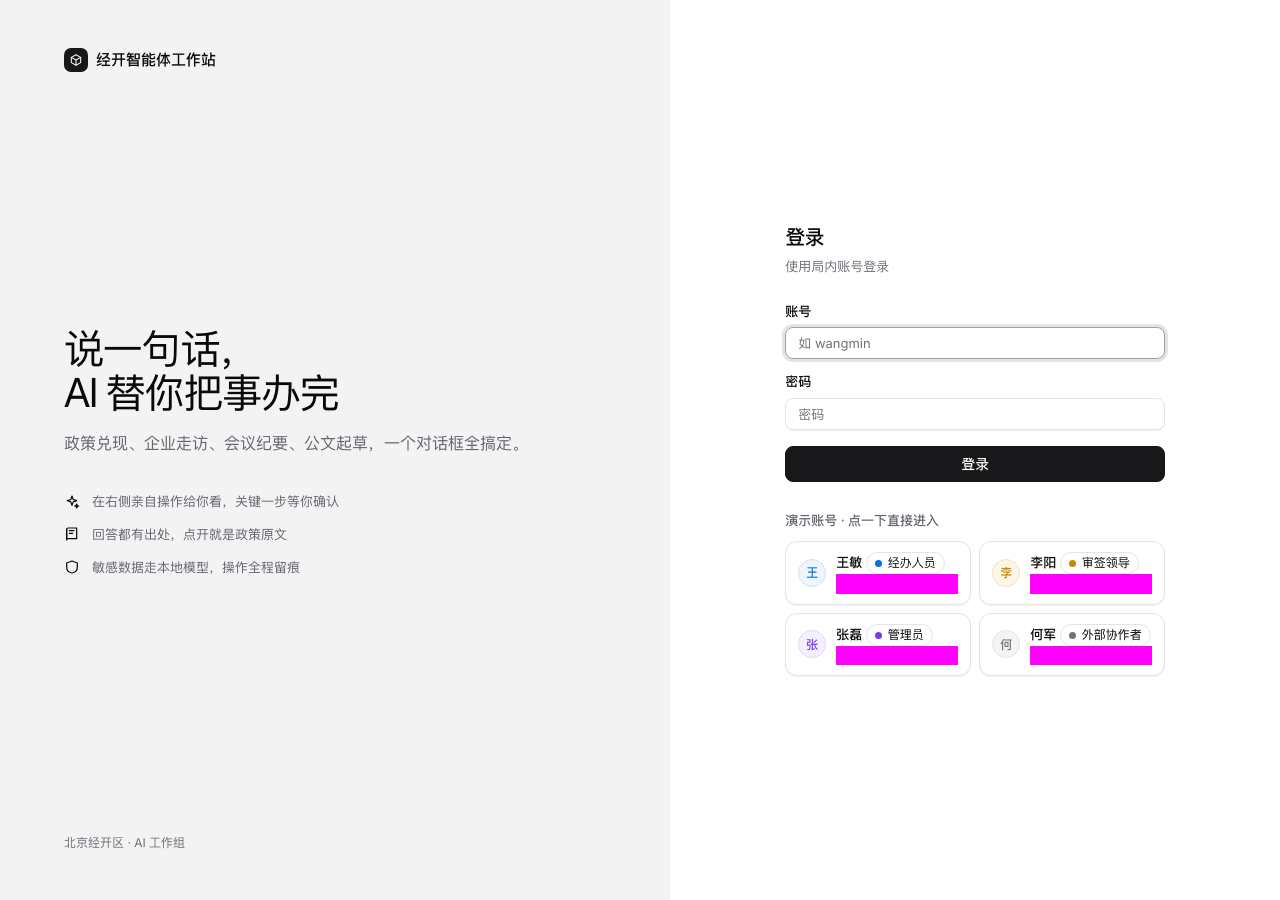 经开智能体工作站
说一句话，
AI 替你把事办完
政策兑现、企业走访、会议纪要、公文起草，一个对话框全搞定。
在右侧亲自操作给你看，关键一步等你确认
回答都有出处，点开就是政策原文
敏感数据走本地模型，操作全程留痕
北京经开区 · AI 工作组
登录
使用局内账号登录
账号
如 wangmin
密码
密码
登录
演示账号 · 点一下直接进入
王 王敏 经办人员
李 李阳 审签领导
张 张磊 管理员
何 何军 外部协作者